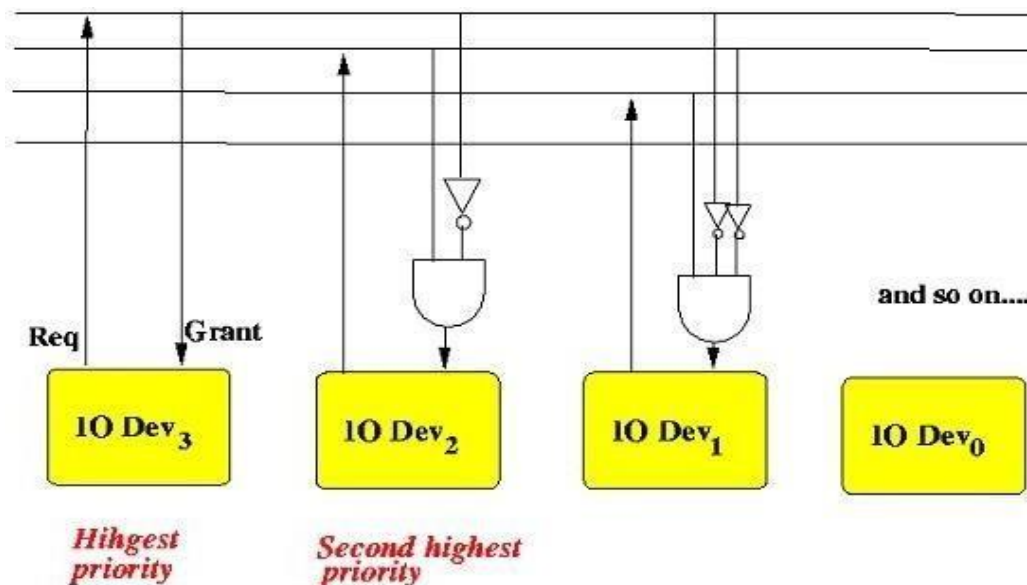 and so on....
Req
Grant
IO Dev3
IO Dev2
IO Dev1
IO Dev0
Hihgest
priority
Second highest
priority